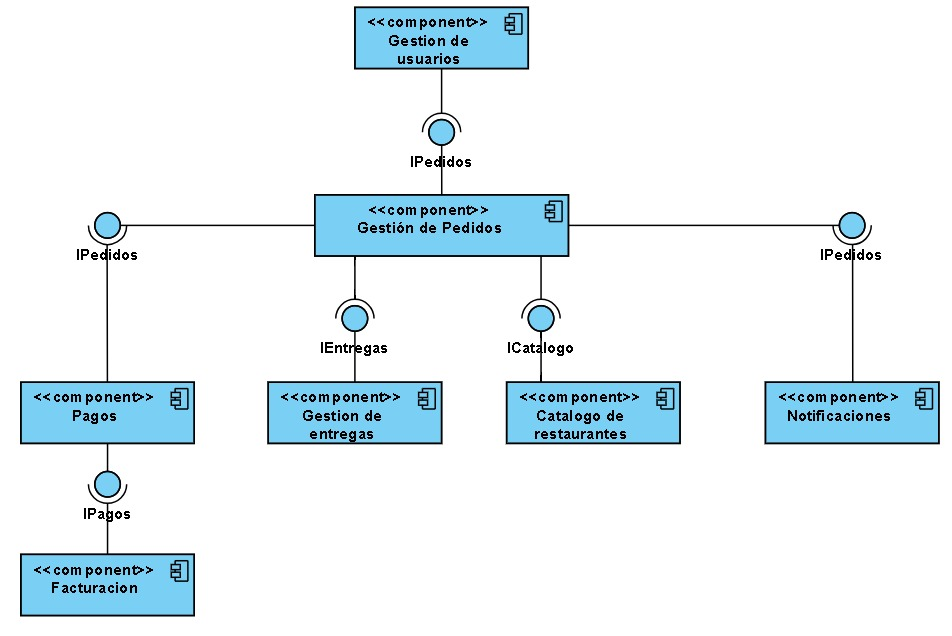 <<component>>
Gestion de
usuarios
IPedidos
<<component>>
Gestión de Pedidos
IPedidos
IPedidos
IEntregas
ICatalogo
<<component>>
Pagos
<<component>>
Gestion de
entregas
<<component>>
Catalogo de
restaurantes
<<component>>
Notificaciones
IPagos
<<component>>
Facturacion